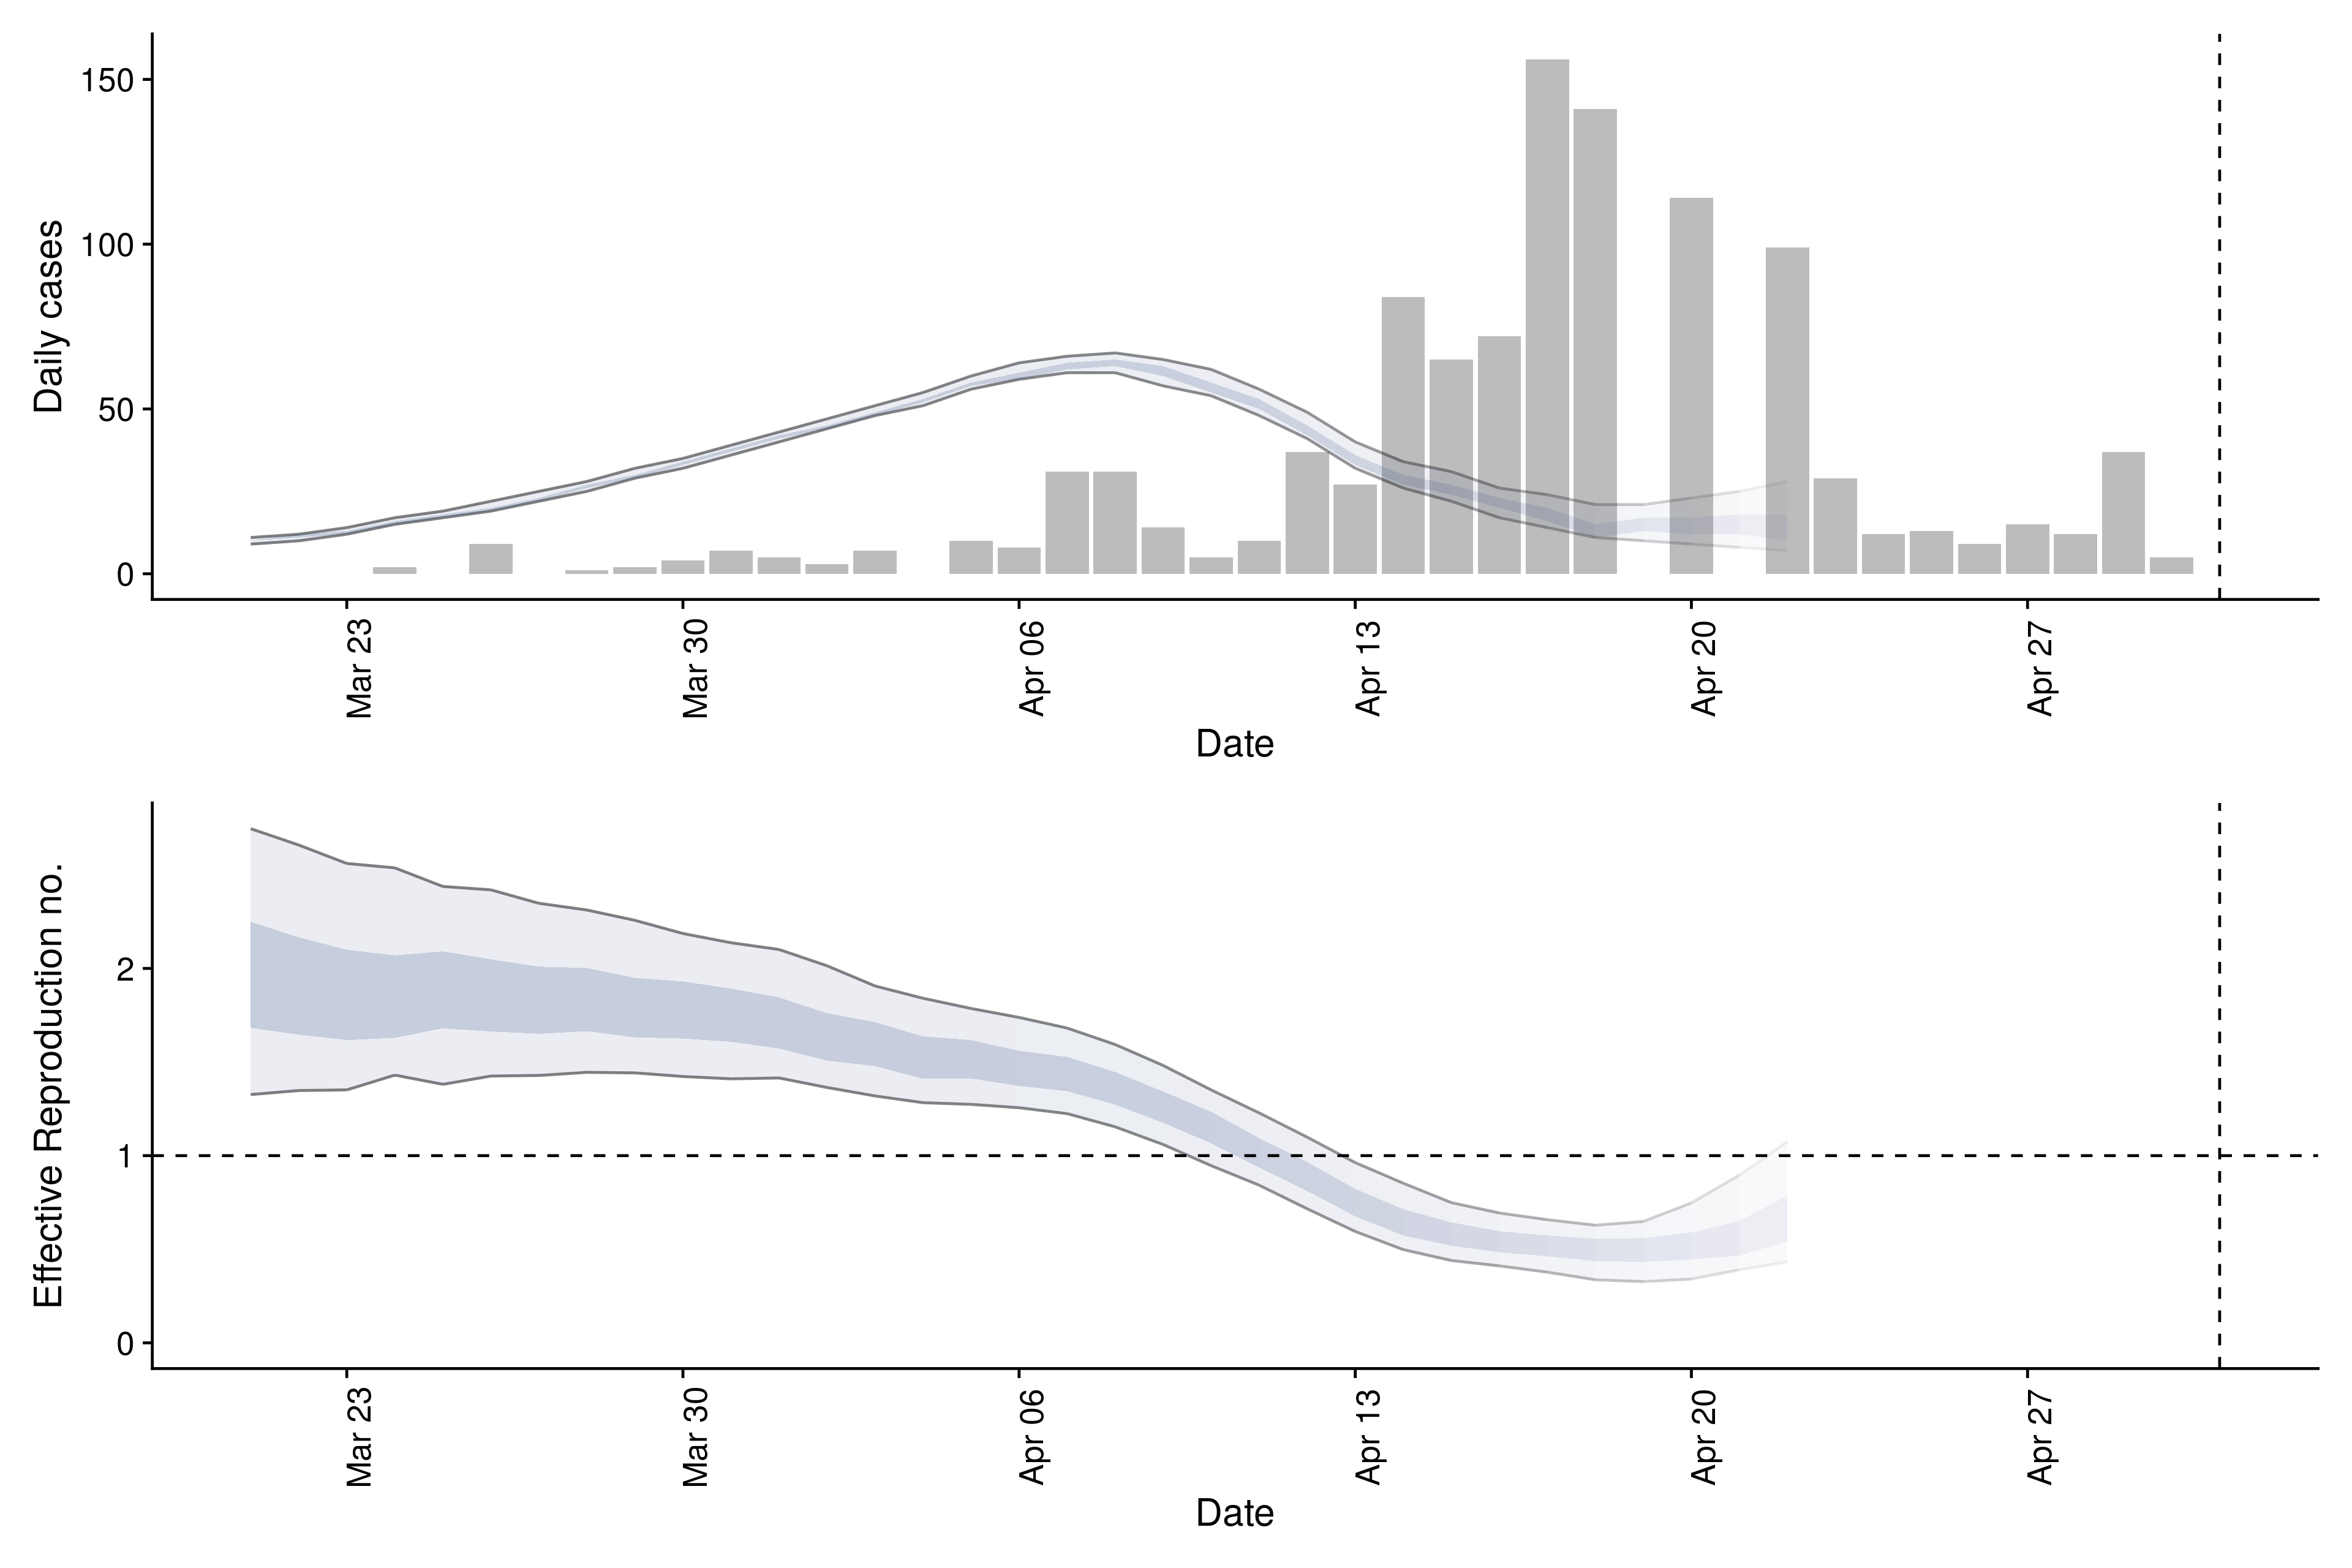 Daily cases
150
100
50
0
Mar 23
Mar 30
Apr 06
Apr 13
Apr 20
Apr 27
Date
Effective Reproduction no.
2
1
0
Mar 23
Mar 30
Apr 06
Apr 13
Apr 20
Apr 27
Date